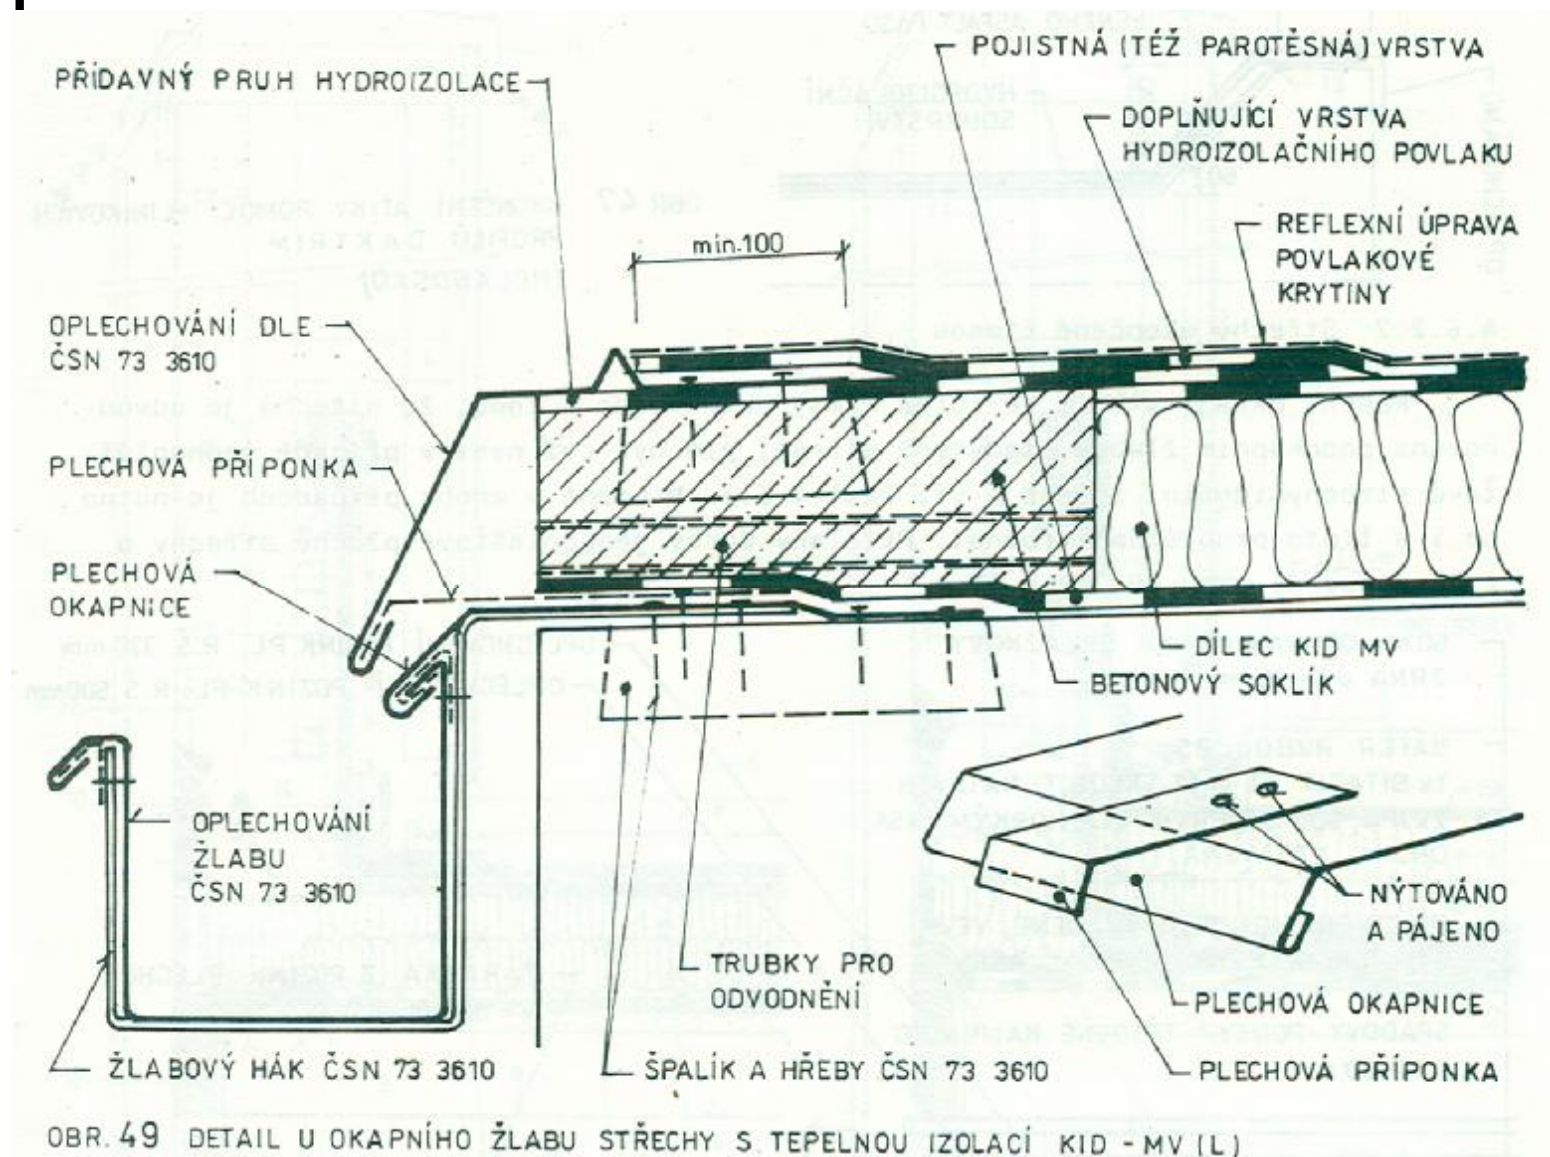 POJISTNÁ (TÉŽ PAROTĚSNÁ) VRSTVA
PŘÍDAVNÝ PRUH HYDROIZOLACE
DOPLŇUJÍCÍ VRSTVA
HYDROIZOLAČNÍHO POVLAKU
REFLEXNÍ ÚPRAVA
POVLAKOVÉ
KRYTINY
min.100
OPLECHOVÁNÍ DLE
ČSN 73 3610
PLECHOVÁ PŘÍPONKA
PLECHOVÁ
OKAPNICE
DÍLEC KID MV
BETONOVÝ SOKLÍK
OPLECHOVÁNÍ
ŽLABU
ČSN 73 3610
NÝTOVÁNO
A PÁJENO
TRUBKY PRO
ODVODNĚNÍ
PLECHOVÁ OKAPNICE
ŽLABOVÝ HÁK ČSN 73 3610
ŠPALÍK A HŘEBY ČSN 73 3610
PLECHOVÁ PŘÍPONKA
OBR. 49 DETAIL U OKAPNÍHO ŽLABU STŘECHY S TEPELNOU IZOLACÍ KID - MV (L)